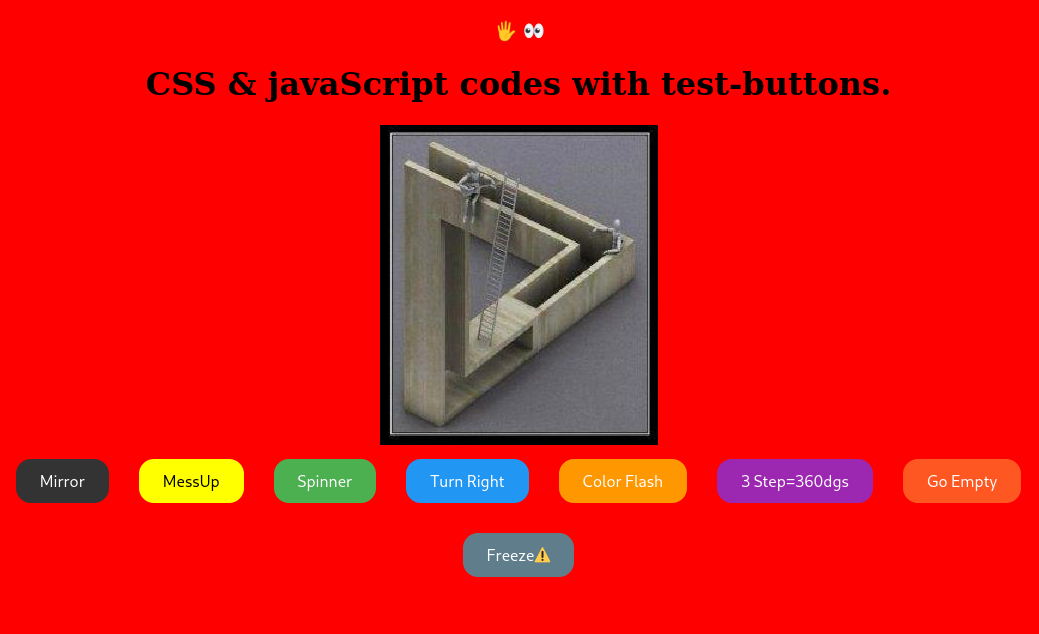 🖐 👀
CSS & javaScript codes with test-buttons.
Mirror MessUp Spinner Turn Right Color Flash 3 Step=360dgs Go Empty
Freeze⚠️